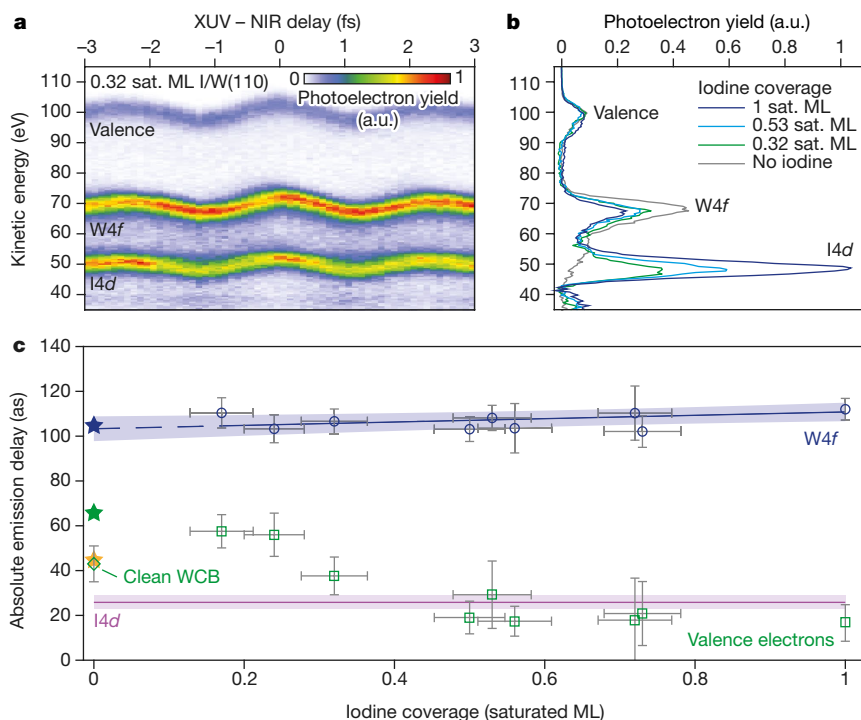 a
XUV – NIR delay (fs)
–3 –2 –1 0 1 2 3
0.32 sat. ML I/W(110)
0 1
Photoelectron yield
(a.u.)
Valence
W4f
I4d
Kinetic energy (eV)
110
100
90
80
70
60
50
40
b
Photoelectron yield (a.u.)
0 0.2 0.4 0.6 0.8 1
Iodine coverage
1 sat. ML
0.53 sat. ML
0.32 sat. ML
No iodine
Valence
W4f
I4d
110
100
90
80
70
60
50
40
c
Absolute emission delay (as)
140
120
100
80
60
40
20
0
W4f
Clean WCB
I4d
Valence electrons
0 0.2 0.4 0.6 0.8 1
Iodine coverage (saturated ML)